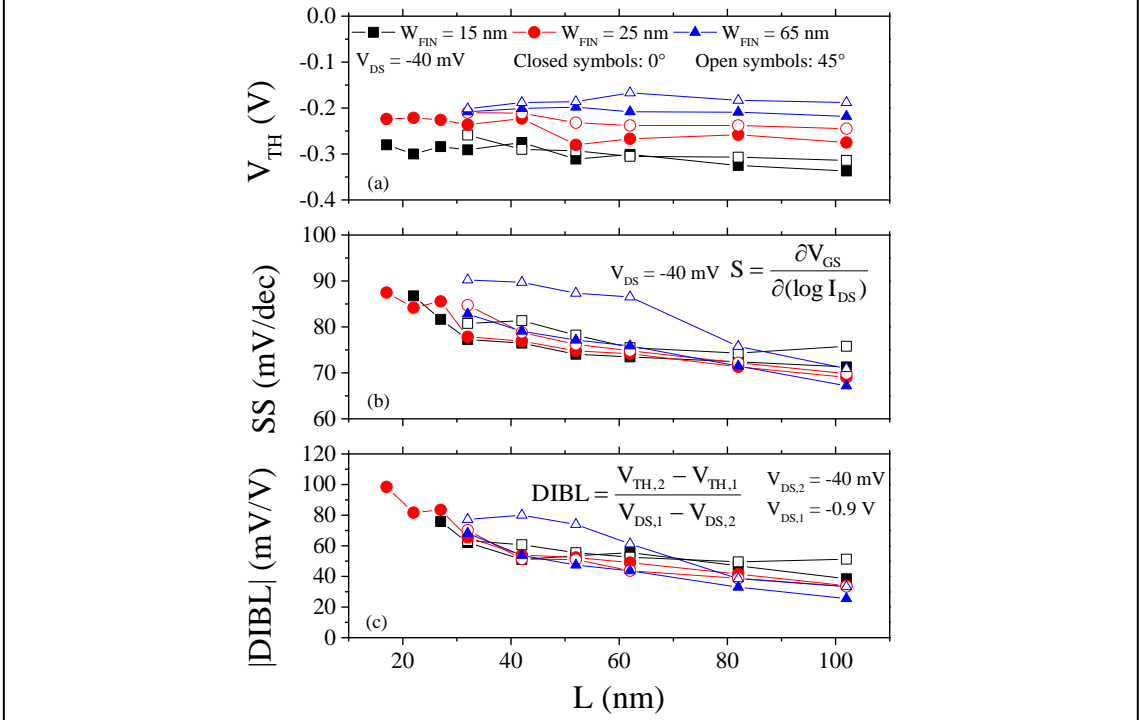 0.0
-0.1
-0.2
-0.3
-0.4
V_TH (V)
W_FIN = 15 nm W_FIN = 25 nm W_FIN = 65 nm
V_DS = -40 mV Closed symbols: 0° Open symbols: 45°
(a)
100
90
80
70
60
SS (mV/dec)
V_DS = -40 mV S = ∂V_GS / ∂(log I_DS)
(b)
120
100
80
60
40
20
0
|DIBL| (mV/V)
DIBL = (V_TH,2 − V_TH,1) / (V_DS,1 − V_DS,2)
V_DS,2 = -40 mV
V_DS,1 = -0.9 V
(c)
20 40 60 80 100
L (nm)